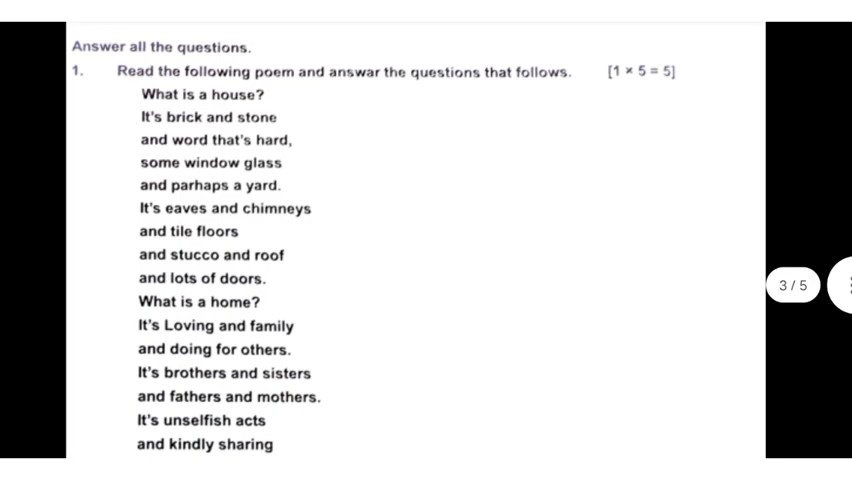 Answer all the questions.
1. Read the following poem and answar the questions that follows. [1 × 5 = 5]
What is a house?
It's brick and stone
and word that's hard,
some window glass
and parhaps a yard.
It's eaves and chimneys
and tile floors
and stucco and roof
and lots of doors.
What is a home?
It's Loving and family
and doing for others.
It's brothers and sisters
and fathers and mothers.
It's unselfish acts
and kindly sharing
3 / 5